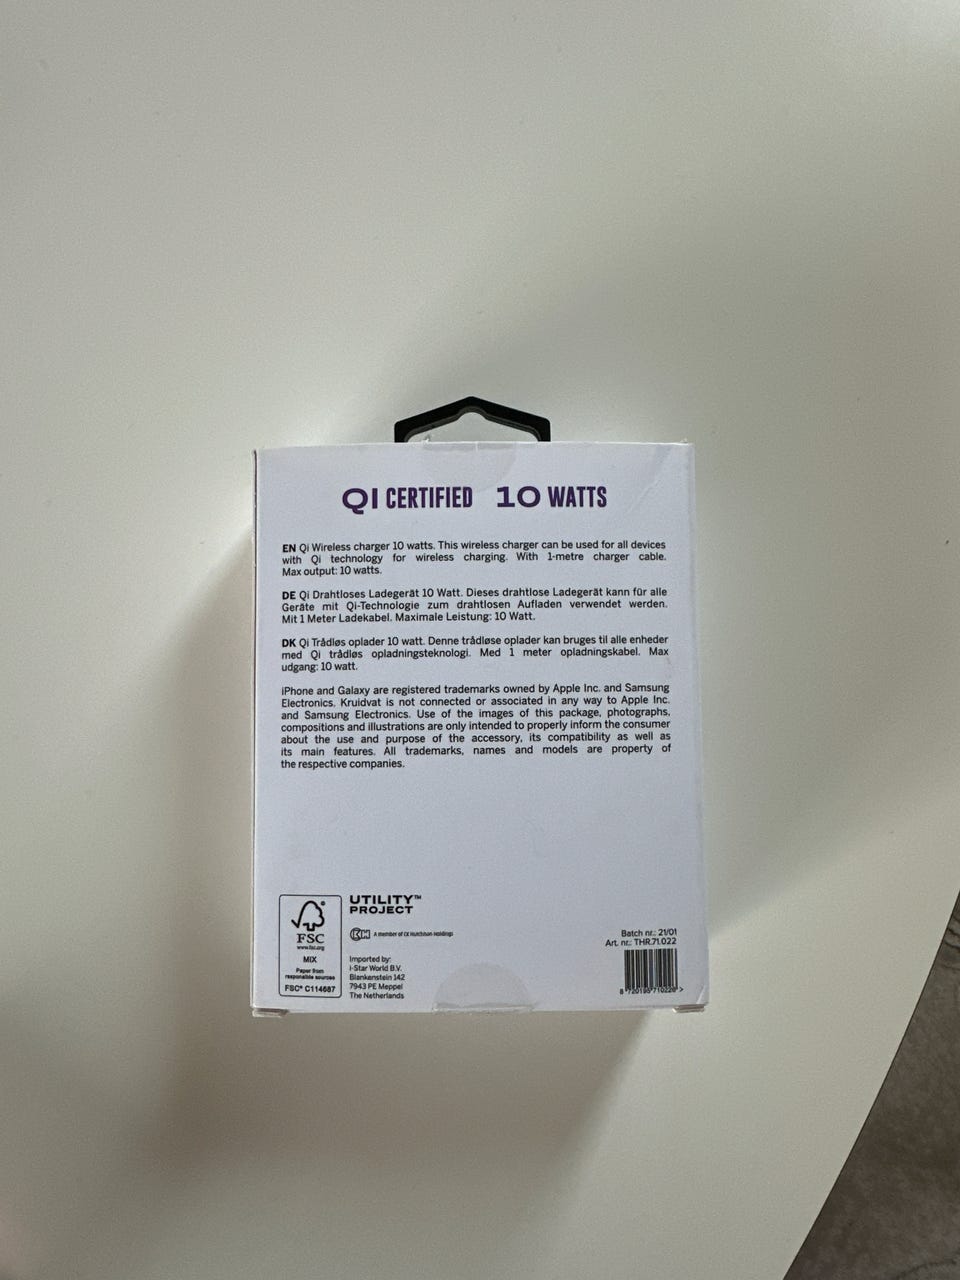 QI CERTIFIED 10 WATTS
EN Qi Wireless charger 10 watts. This wireless charger can be used for all devices
with Qi technology for wireless charging. With 1-metre charger cable.
Max output: 10 watts.
DE Qi Drahtloses Ladegerät 10 Watt. Dieses drahtlose Ladegerät kann für alle
Geräte mit Qi-Technologie zum drahtlosen Aufladen verwendet werden.
Mit 1 Meter Ladekabel. Maximale Leistung: 10 Watt.
DK Qi Trådløs oplader 10 watt. Denne trådløse oplader kan bruges til alle enheder
med Qi trådløs opladningsteknologi. Med 1 meter opladningskabel. Max
udgang: 10 watt.
iPhone and Galaxy are registered trademarks owned by Apple Inc. and Samsung
Electronics. Kruidvat is not connected or associated in any way to Apple Inc.
and Samsung Electronics. Use of the images of this package, photographs,
compositions and illustrations are only intended to properly inform the consumer
about the use and purpose of the accessory, its compatibility as well as
its main features. All trademarks, names and models are property of
the respective companies.
FSC
www.fsc.org
MIX
Paper from
responsible sources
FSC® C114687
UTILITY™
PROJECT
A member of CK Hutchison Holdings
Imported by:
I-Star World B.V.
Blankenstein 142
7943 PE Meppel
The Netherlands
Batch nr.: 21/01
Art. nr.: THR.71.022
8 720195 710226 >